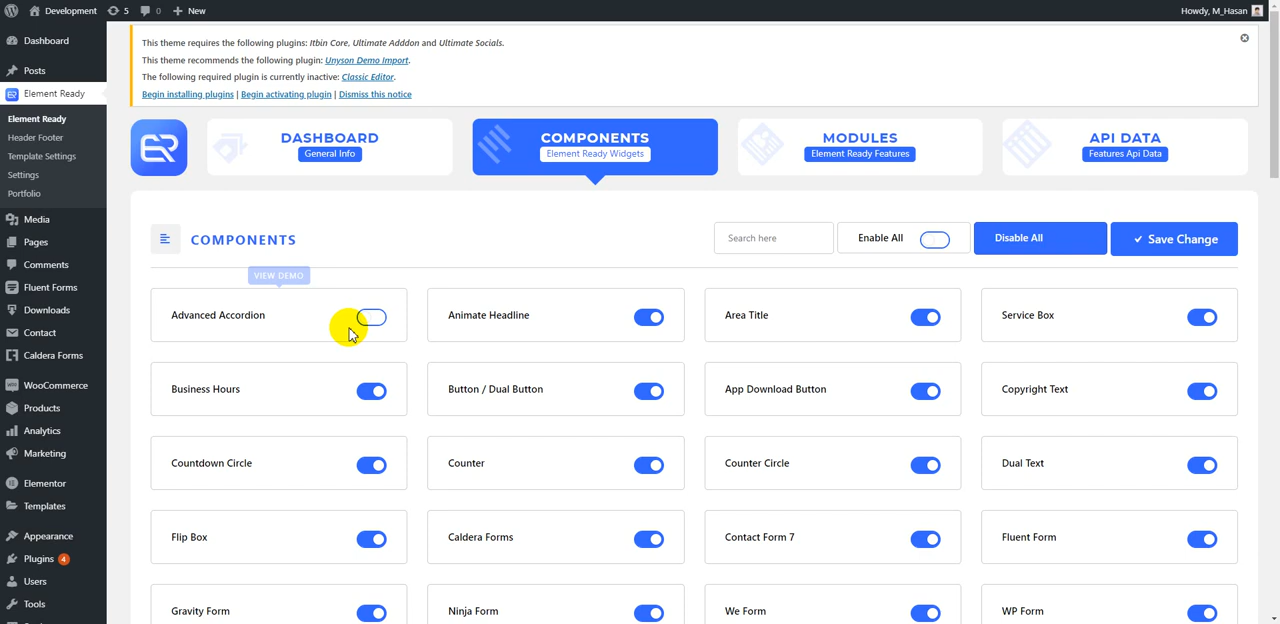 Development 5 0 New Howdy, M_Hasan
Dashboard
Posts
Element Ready
Element Ready
Header Footer
Template Settings
Settings
Portfolio
Media
Pages
Comments
Fluent Forms
Downloads
Contact
Caldera Forms
WooCommerce
Products
Analytics
Marketing
Elementor
Templates
Appearance
Plugins 4
Users
Tools
This theme requires the following plugins: Itbin Core, Ultimate Adddon and Ultimate Socials.
This theme recommends the following plugin: Unyson Demo Import.
The following required plugin is currently inactive: Classic Editor.
Begin installing plugins | Begin activating plugin | Dismiss this notice
ER
DASHBOARD
General Info
COMPONENTS
Element Ready Widgets
MODULES
Element Ready Features
API DATA
Features Api Data
COMPONENTS
Search here
Enable All
Disable All
✔ Save Change
VIEW DEMO
Advanced Accordion
Animate Headline
Area Title
Service Box
Business Hours
Button / Dual Button
App Download Button
Copyright Text
Countdown Circle
Counter
Counter Circle
Dual Text
Flip Box
Caldera Forms
Contact Form 7
Fluent Form
Gravity Form
Ninja Form
We Form
WP Form